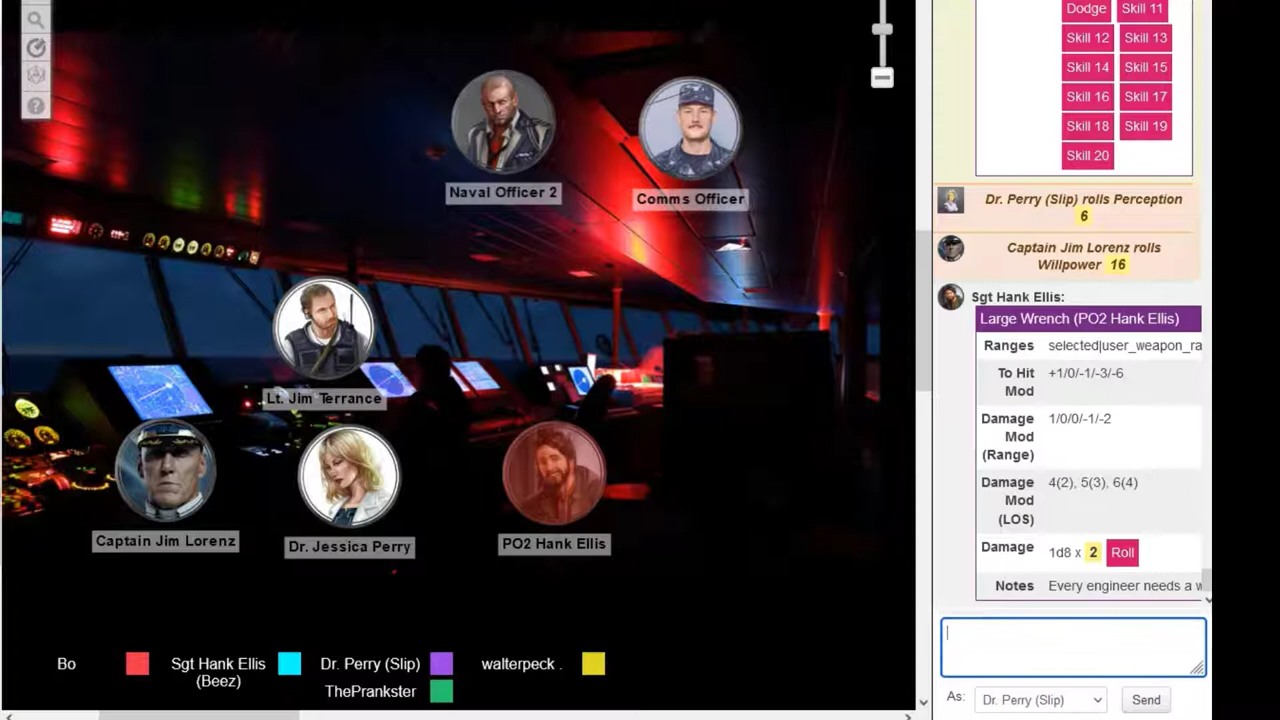 Naval Officer 2
Comms Officer
Lt. Jim Terrance
Captain Jim Lorenz
Dr. Jessica Perry
PO2 Hank Ellis
Bo
Sgt Hank Ellis
(Beez)
Dr. Perry (Slip)
walterpeck .
ThePrankster
Dodge Skill 11
Skill 12 Skill 13
Skill 14 Skill 15
Skill 16 Skill 17
Skill 18 Skill 19
Skill 20
Dr. Perry (Slip) rolls Perception
6
Captain Jim Lorenz rolls
Willpower 16
Sgt Hank Ellis:
Large Wrench (PO2 Hank Ellis)
Ranges selected|user_weapon_ra
To Hit +1/0/-1/-3/-6
Mod
Damage 1/0/0/-1/-2
Mod
(Range)
Damage 4(2), 5(3), 6(4)
Mod
(LOS)
Damage 1d8 x 2 Roll
Notes Every engineer needs a w
As: Dr. Perry (Slip) Send